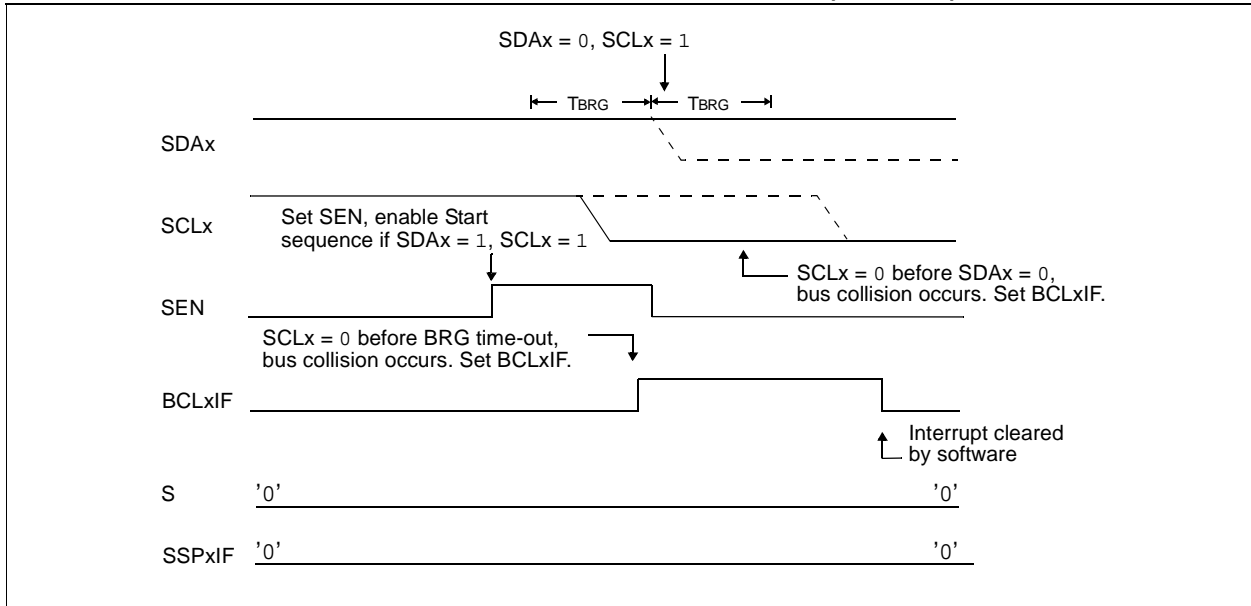 SDAx = 0, SCLx = 1
TBRG TBRG
SDAx
SCLx
Set SEN, enable Start
sequence if SDAx = 1, SCLx = 1
SCLx = 0 before SDAx = 0,
bus collision occurs. Set BCLxIF.
SEN
SCLx = 0 before BRG time-out,
bus collision occurs. Set BCLxIF.
BCLxIF
Interrupt cleared
by software
S '0' '0'
SSPxIF '0' '0'